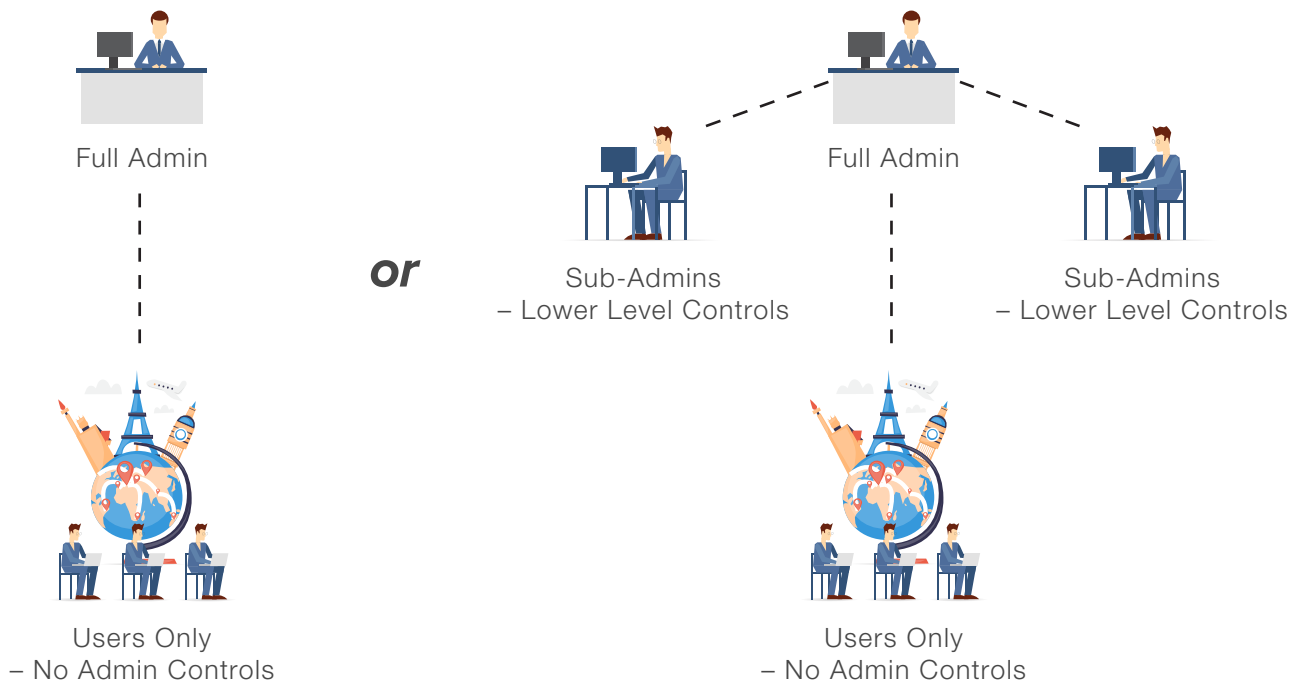 Full Admin
Users Only
– No Admin Controls
or
Full Admin
Sub-Admins
– Lower Level Controls
Sub-Admins
– Lower Level Controls
Users Only
– No Admin Controls